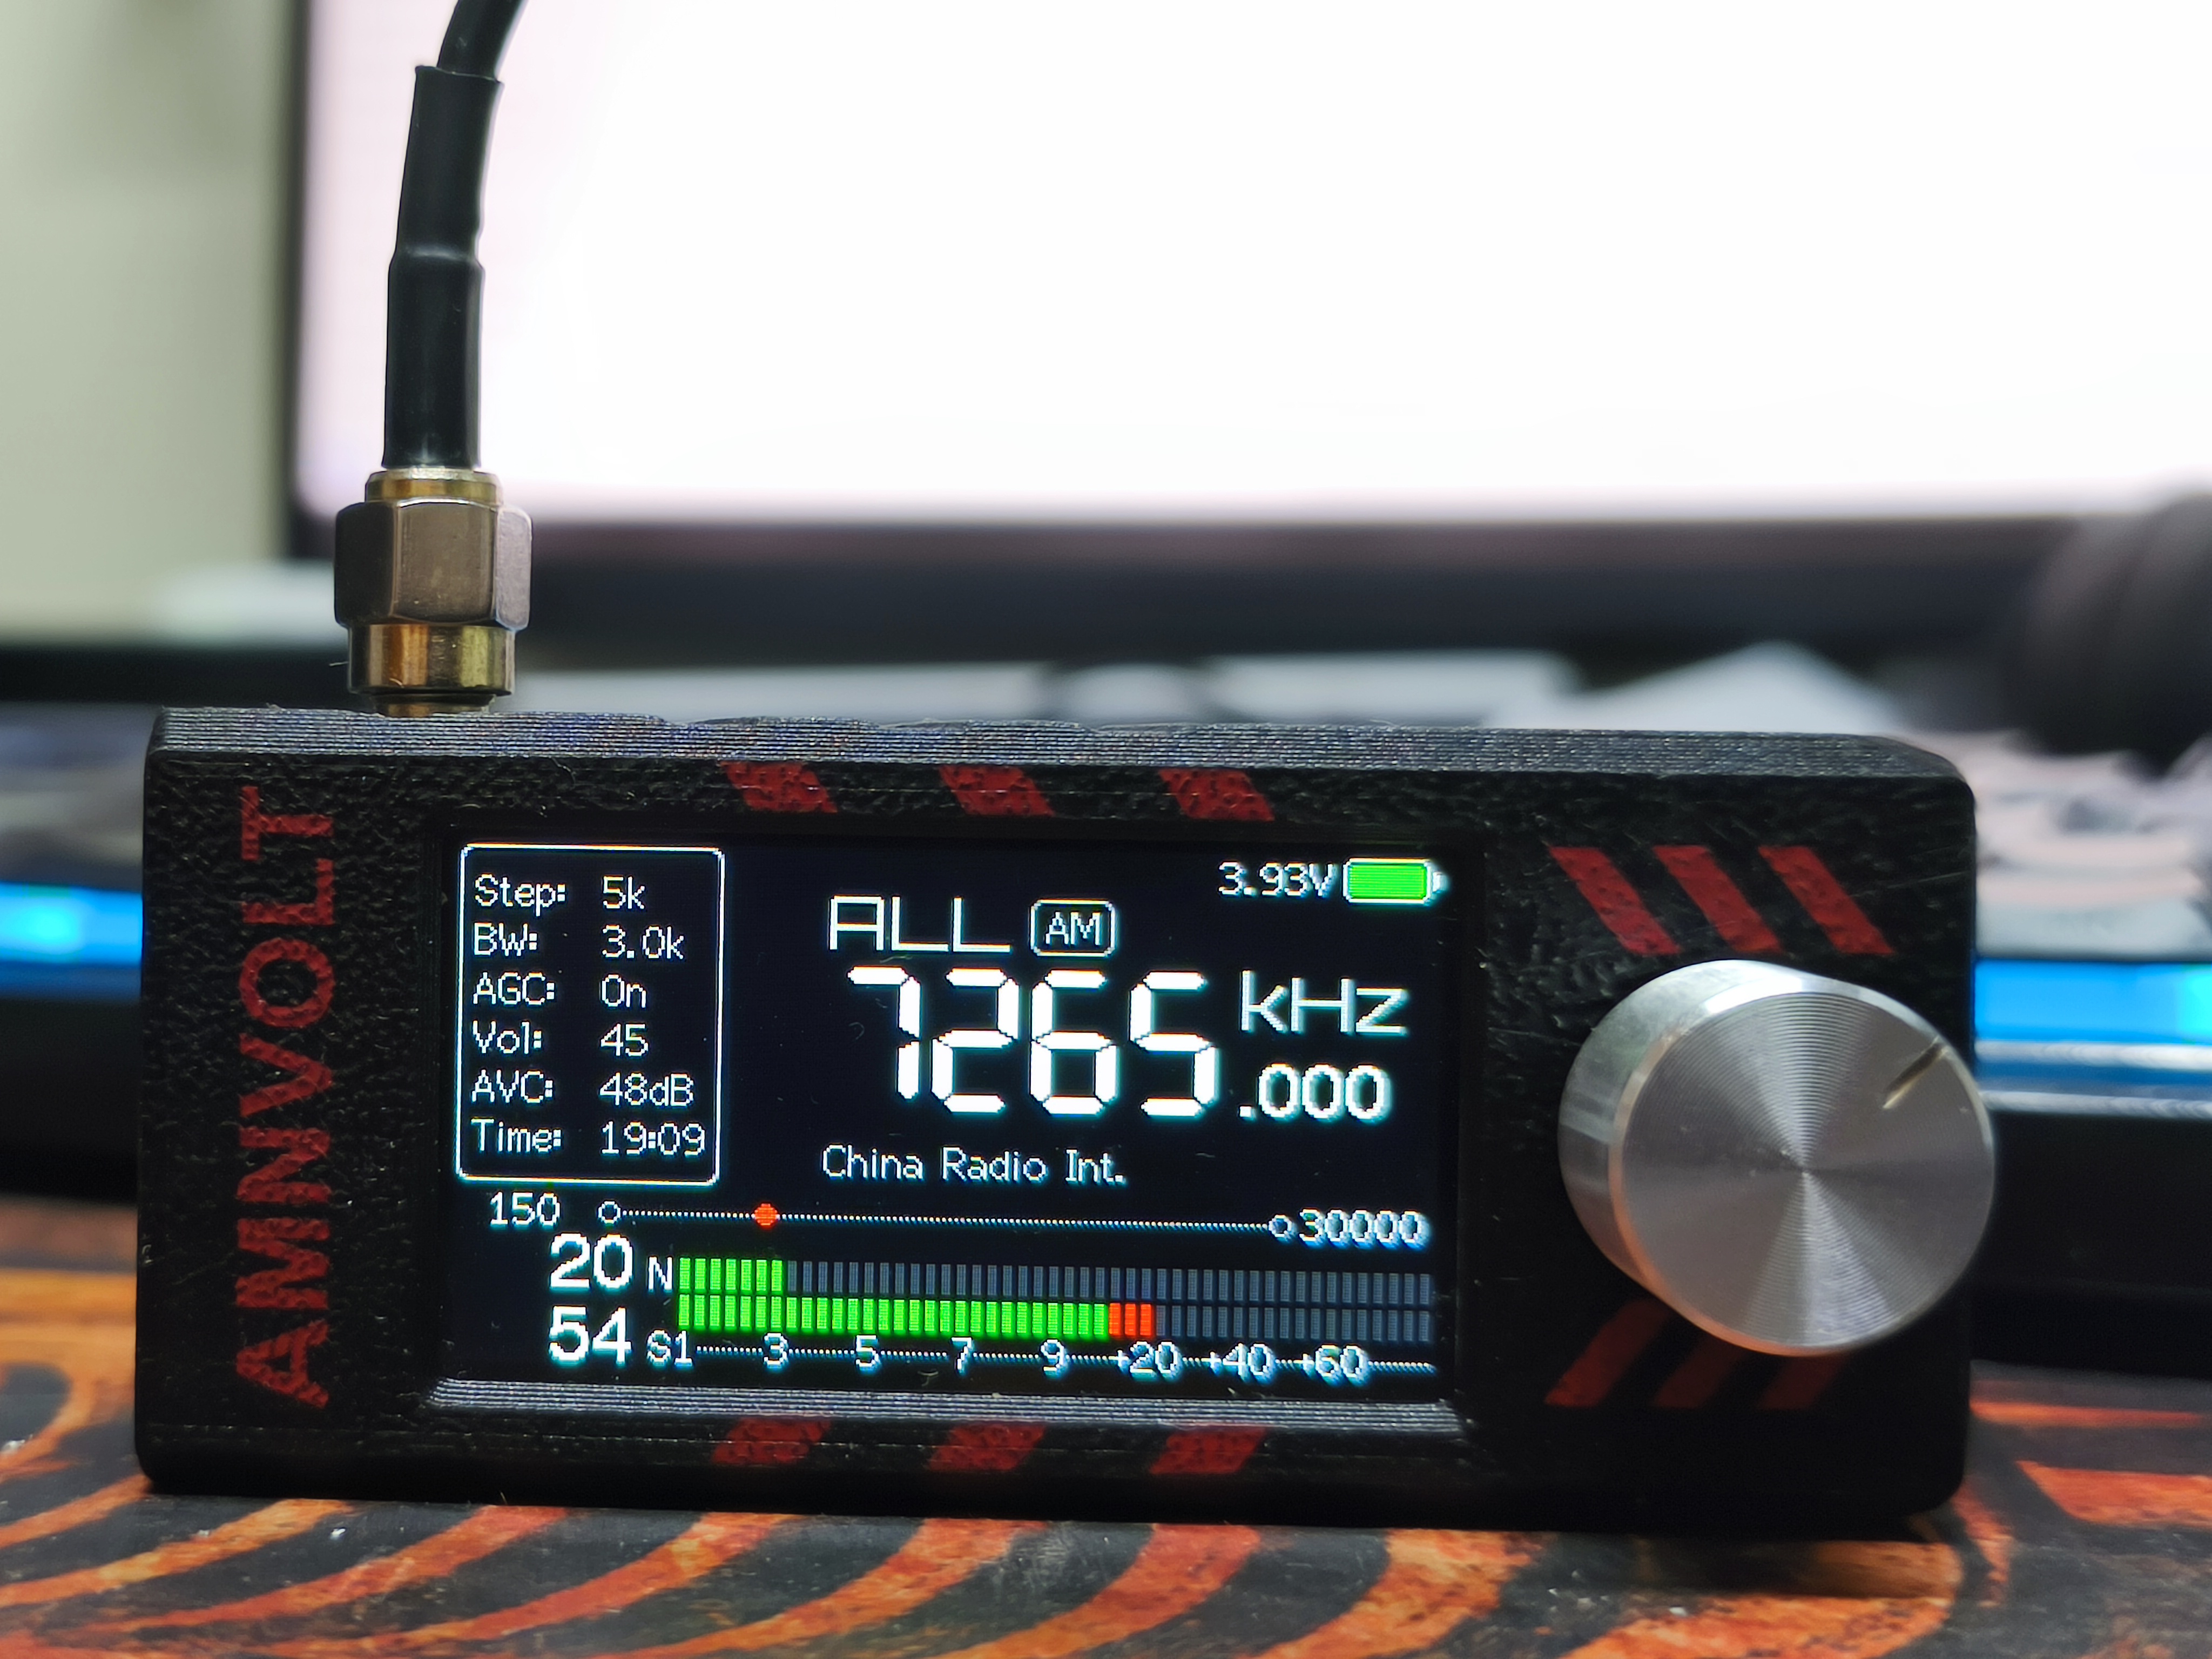 AMNVOLT
Step: 5k
BW: 3.0k
AGC: On
Vol: 45
AVC: 48dB
Time: 19:09
3.93V
ALL AM
7265.000 kHz
China Radio Int.
150 30000
20 N
54 S1 3 5 7 9 +20 +40 +60